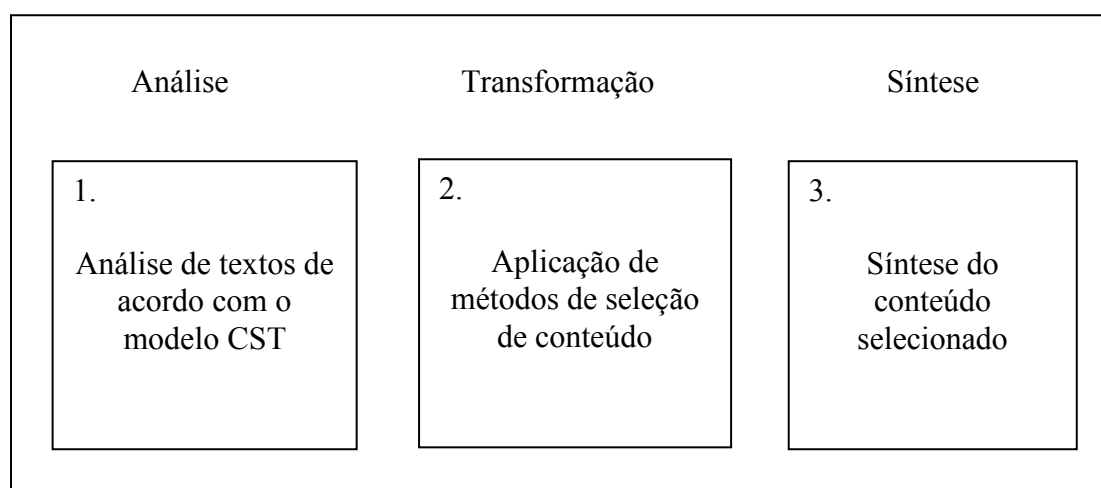 Análise
Transformação
Síntese
1.
Análise de textos de
acordo com o
modelo CST
2.
Aplicação de
métodos de seleção
de conteúdo
3.
Síntese do
conteúdo
selecionado